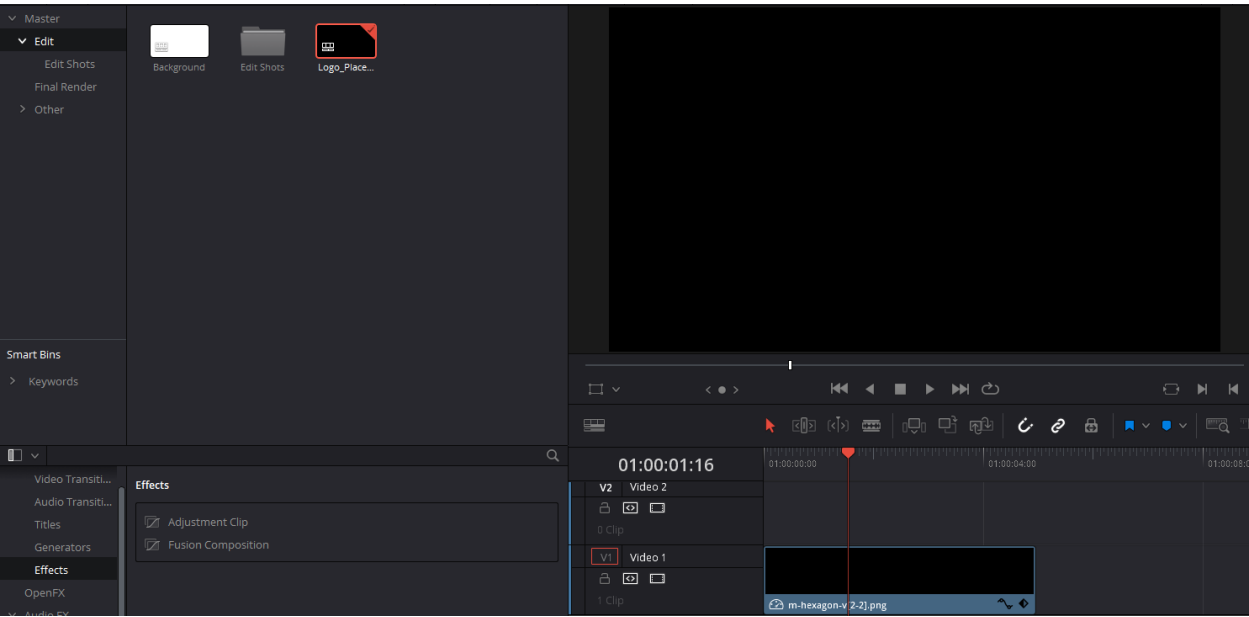 Master
Edit
Edit Shots
Final Render
Other
Background
Edit Shots
Logo_Place...
Smart Bins
Keywords
Video Transiti...
Audio Transiti...
Titles
Generators
Effects
OpenFX
Audio FX
Effects
Adjustment Clip
Fusion Composition
01:00:01:16
01:00:00:00
01:00:04:00
V2 Video 2
0 Clip
V1 Video 1
1 Clip
m-hexagon-v[2-2].png